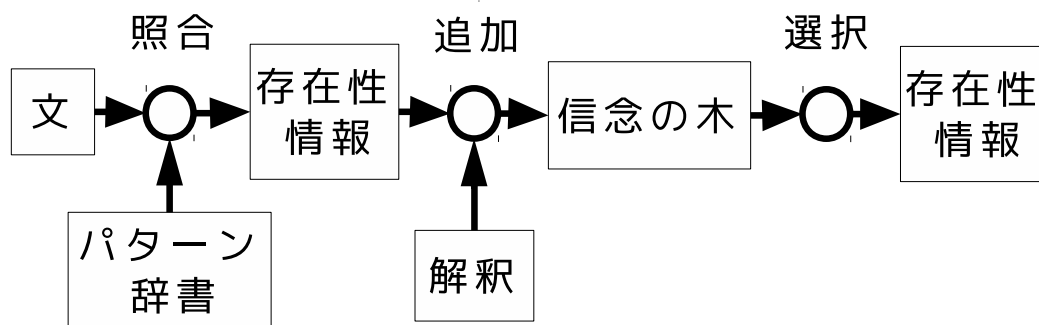 照合
追加
選択
文
存在性
情報
信念の木
存在性
情報
パターン
辞書
解釈